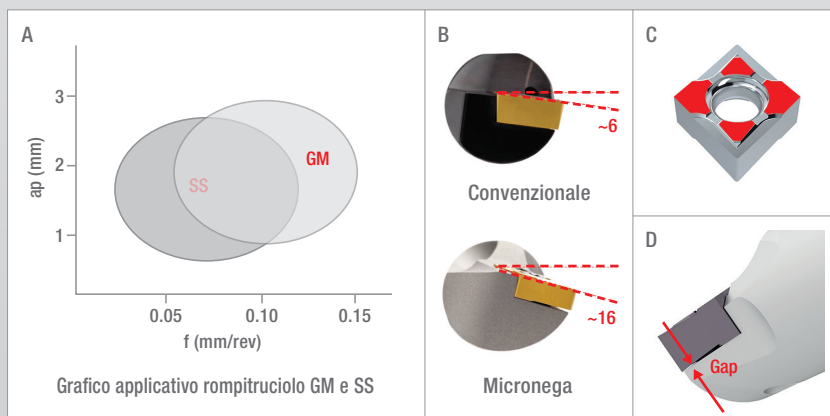 A
ap (mm)
3
2
1
SS
GM
0.05
0.10
0.15
f (mm/rev)
Grafico applicativo rompitruciolo GM e SS
B
~6
Convenzionale
~16
Micronega
C
D
Gap